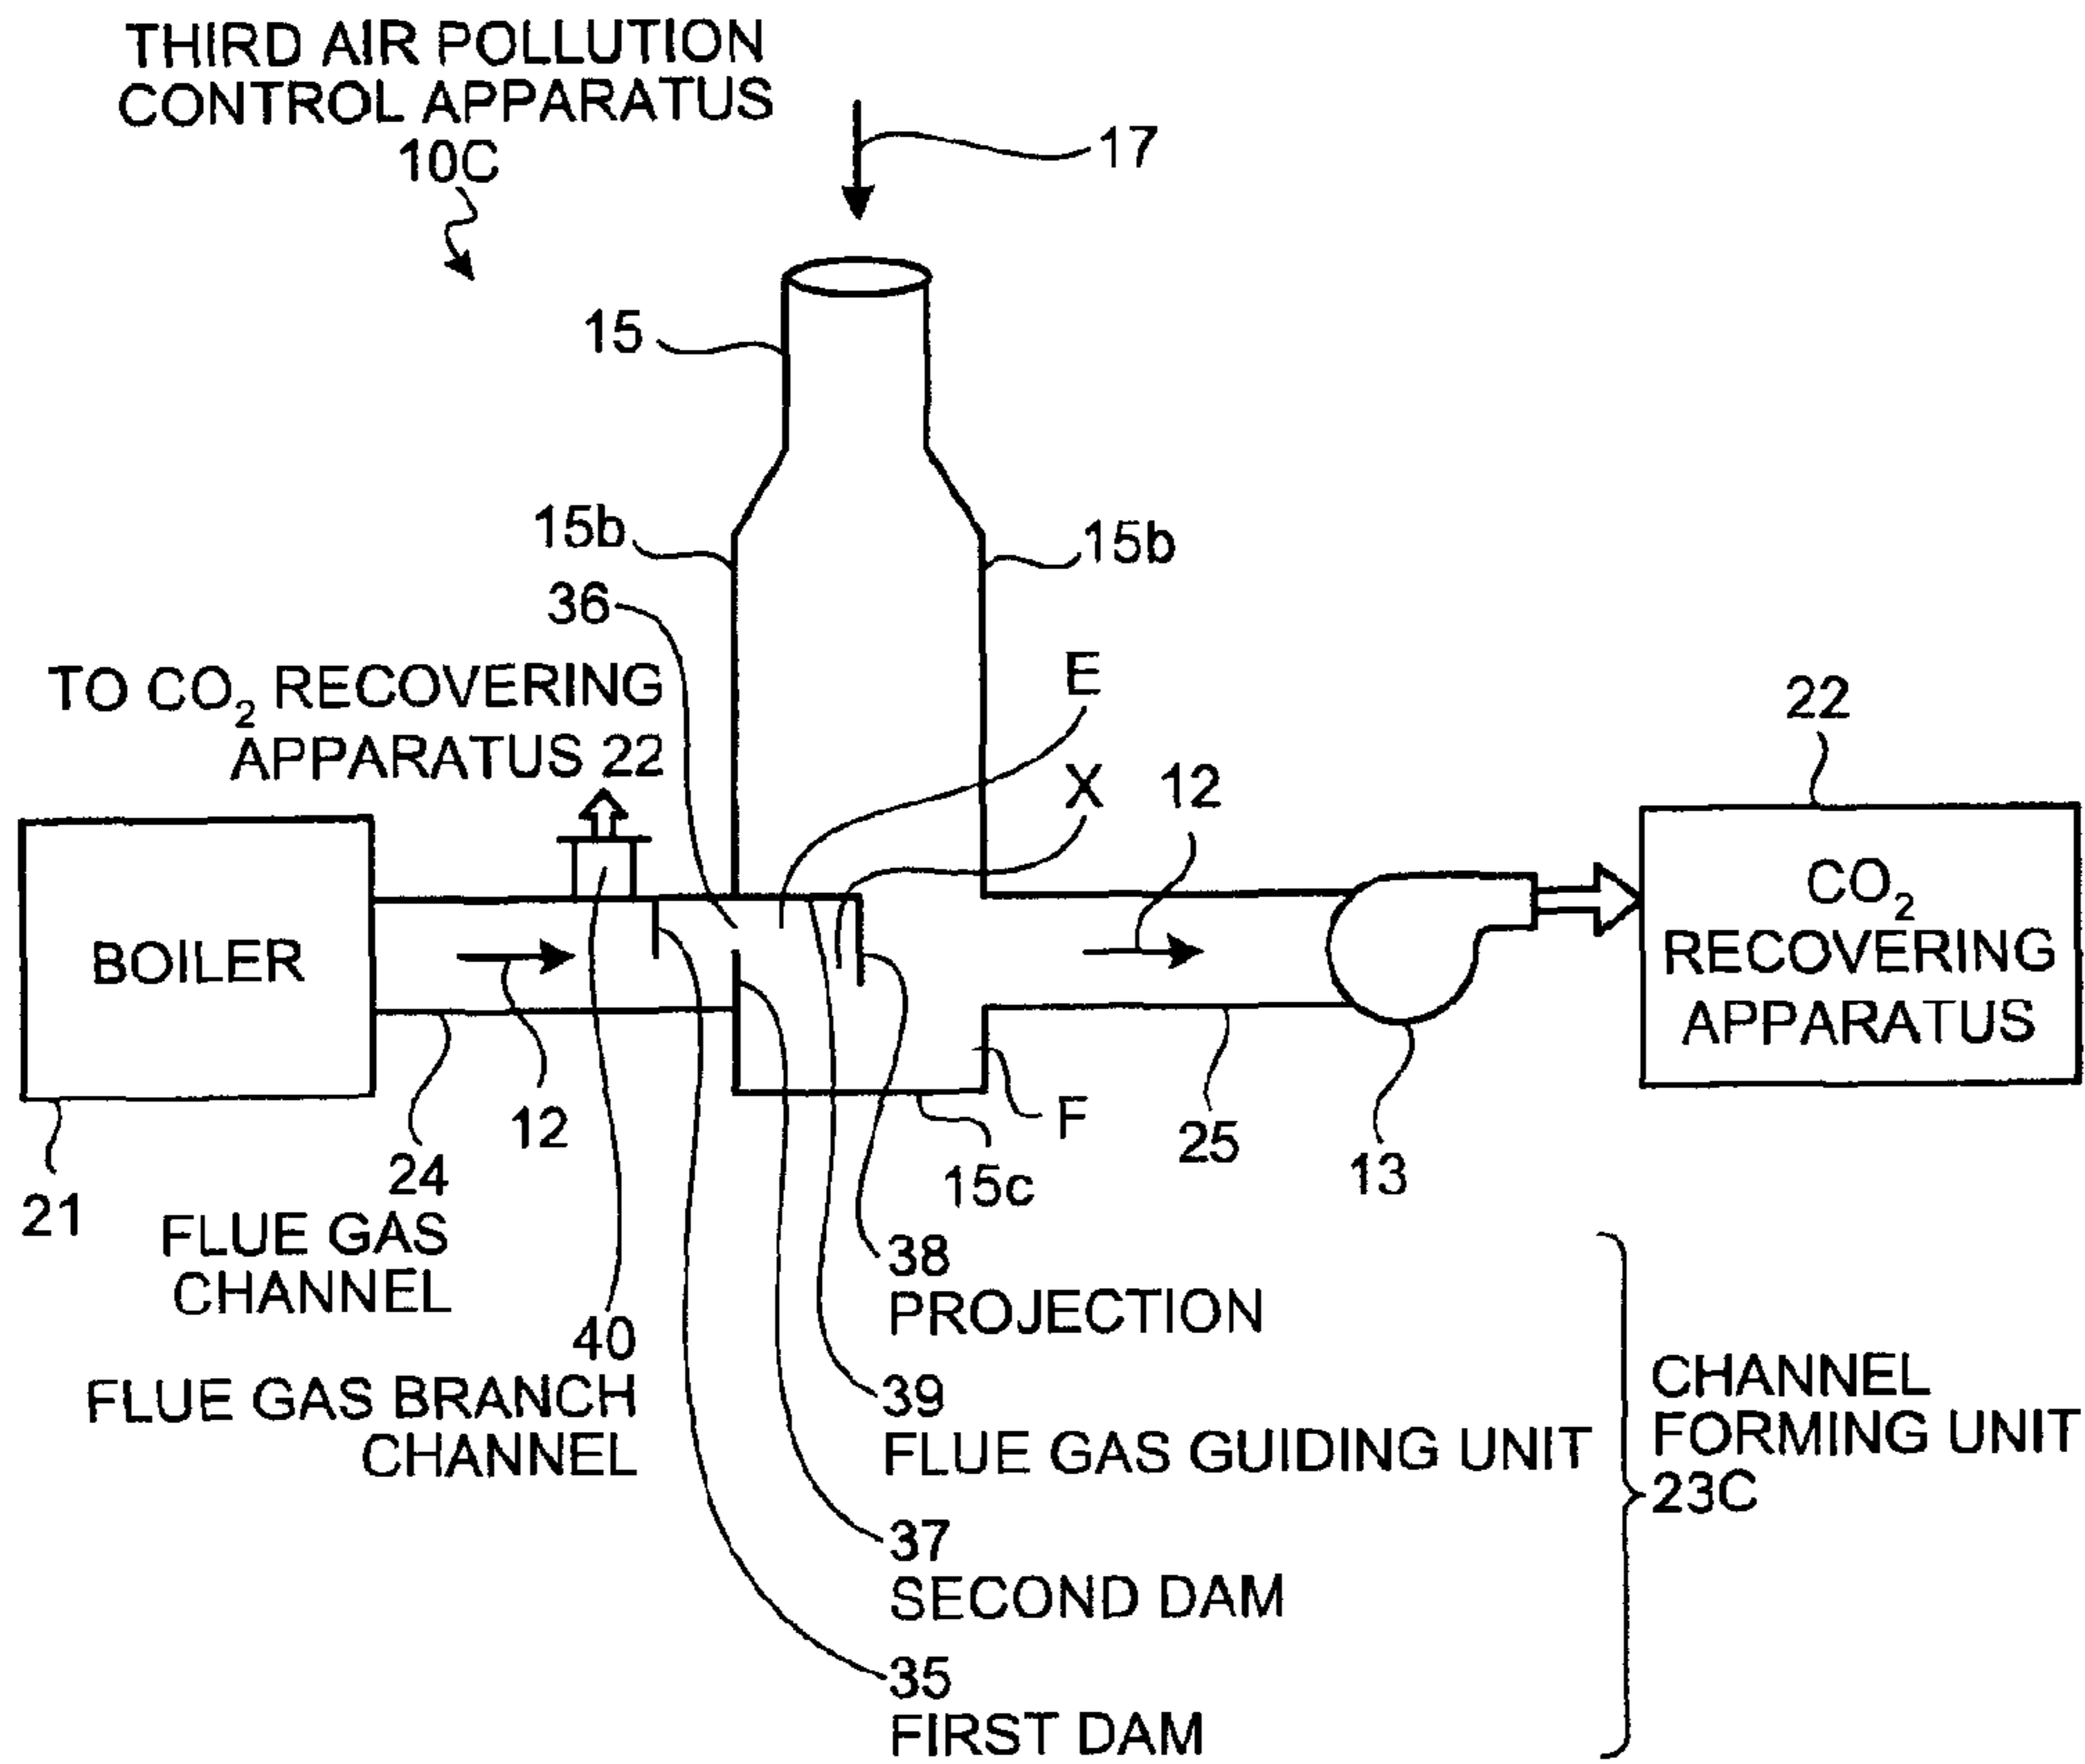 THIRD AIR POLLUTION
CONTROL APPARATUS
10C
17
15
15b
15b
36
E
TO CO₂ RECOVERING
APPARATUS 22
X
12
22
BOILER
CO₂
RECOVERING
APPARATUS
21
12
24
FLUE GAS
CHANNEL
F
15c
25
13
40
FLUE GAS BRANCH
CHANNEL
38
PROJECTION
39
FLUE GAS GUIDING UNIT
37
SECOND DAM
35
FIRST DAM
CHANNEL
FORMING UNIT
23C